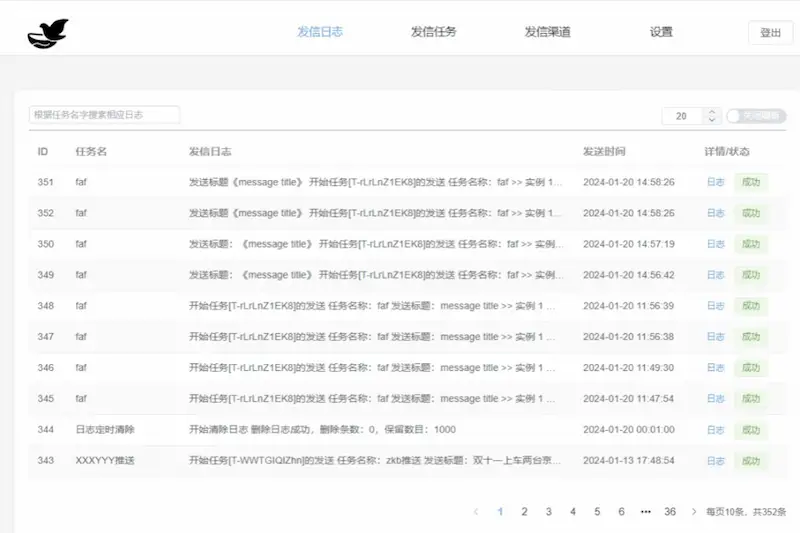 发信日志 发信任务 发信渠道 设置 登出
根据任务名字搜索相应日志 20
ID 任务名 发信日志 发送时间 详情/状态
351 faf 发送标题《message title》 开始任务[T-rLrLnZ1EK8]的发送 任务名称：faf >> 实例 1... 2024-01-20 14:58:26 日志 成功
352 faf 发送标题《message title》 开始任务[T-rLrLnZ1EK8]的发送 任务名称：faf >> 实例 1... 2024-01-20 14:58:26 日志 成功
350 faf 发送标题：《message title》 开始任务[T-rLrLnZ1EK8]的发送 任务名称：faf >> 实例... 2024-01-20 14:57:19 日志 成功
349 faf 发送标题：《message title》 开始任务[T-rLrLnZ1EK8]的发送 任务名称：faf >> 实例... 2024-01-20 14:56:42 日志 成功
348 faf 开始任务[T-rLrLnZ1EK8]的发送 任务名称：faf 发送标题：message title >> 实例 1 ... 2024-01-20 11:56:39 日志 成功
347 faf 开始任务[T-rLrLnZ1EK8]的发送 任务名称：faf 发送标题：message title >> 实例 1 ... 2024-01-20 11:56:38 日志 成功
346 faf 开始任务[T-rLrLnZ1EK8]的发送 任务名称：faf 发送标题：message title >> 实例 1 ... 2024-01-20 11:49:30 日志 成功
345 faf 开始任务[T-rLrLnZ1EK8]的发送 任务名称：faf 发送标题：message title >> 实例 1 ... 2024-01-20 11:47:54 日志 成功
344 日志定时清除 开始清除日志 删除日志成功，删除条数：0，保留数目：1000 2024-01-20 00:01:00 日志 成功
343 XXXYYY推送 开始任务[T-WWTGIQIZhn]的发送 任务名称：zkb推送 发送标题：双十一上车两台京... 2024-01-13 17:48:54 日志 成功
1 2 3 4 5 6 ••• 36 每页10条，共352条